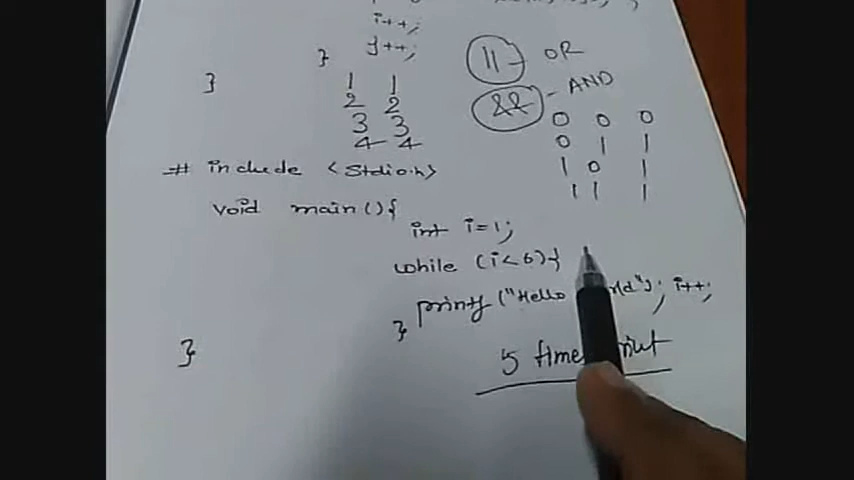 i++;
j++;
}
}
|| - OR
&& - AND
1 1
2 2
3 3
4 4
0 0 0
0 1 1
1 0 1
1 1 1
# include <Stdio.h>
void main(){
int i=1;
while (i<6){
printf ("Hello ; i++;
}
5
}